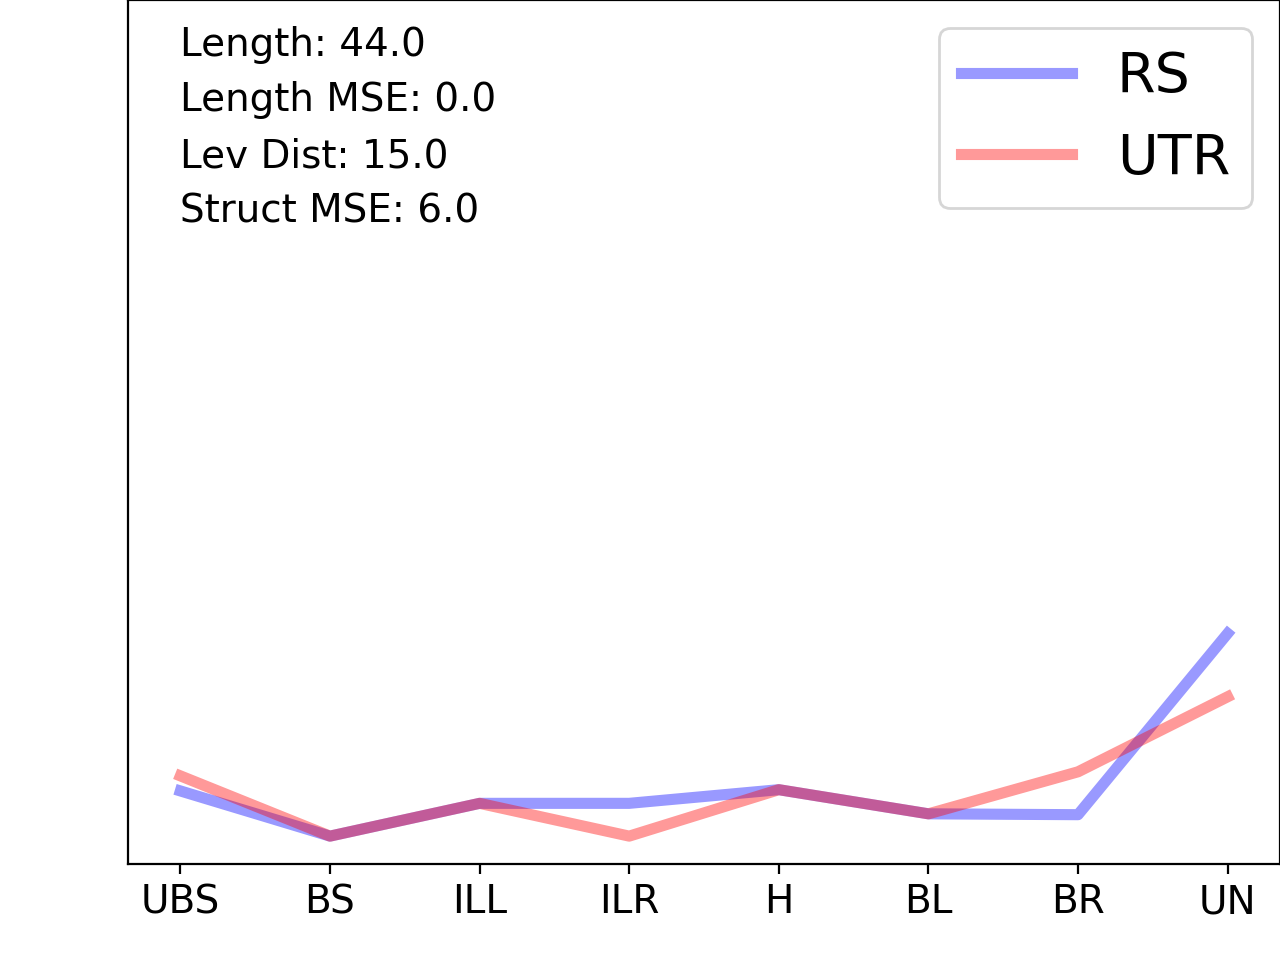 Length: 44.0
Length MSE: 0.0
Lev Dist: 15.0
Struct MSE: 6.0
RS
UTR
UBS BS ILL ILR H BL BR UN